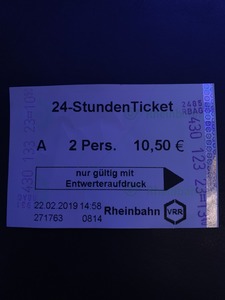 24-StundenTicket
A 2 Pers. 10,50 €
nur gültig mit
Entwerteraufdruck
22.02.2019 14:58
271763 0814
Rheinbahn VRR